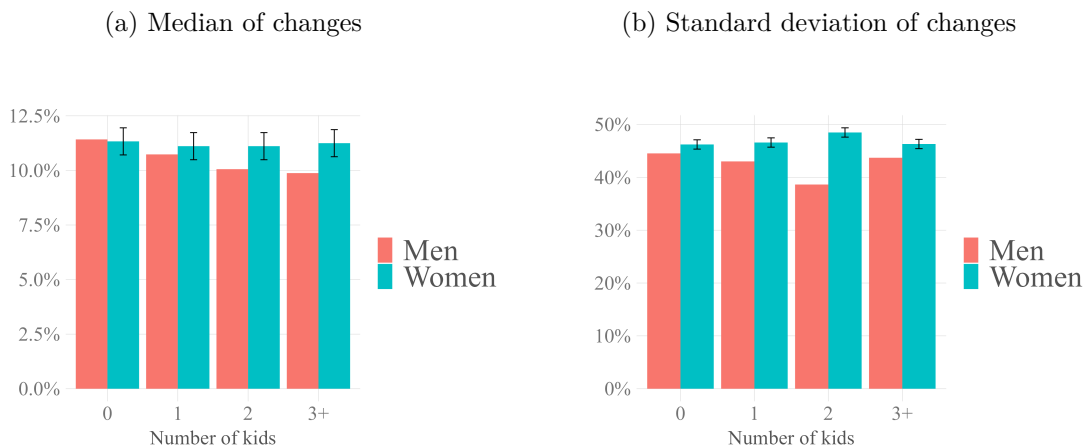 (a) Median of changes
12.5%
10.0%
7.5%
5.0%
2.5%
0.0%
0 1 2 3+
Number of kids
Men
Women
(b) Standard deviation of changes
50%
40%
30%
20%
10%
0%
0 1 2 3+
Number of kids
Men
Women